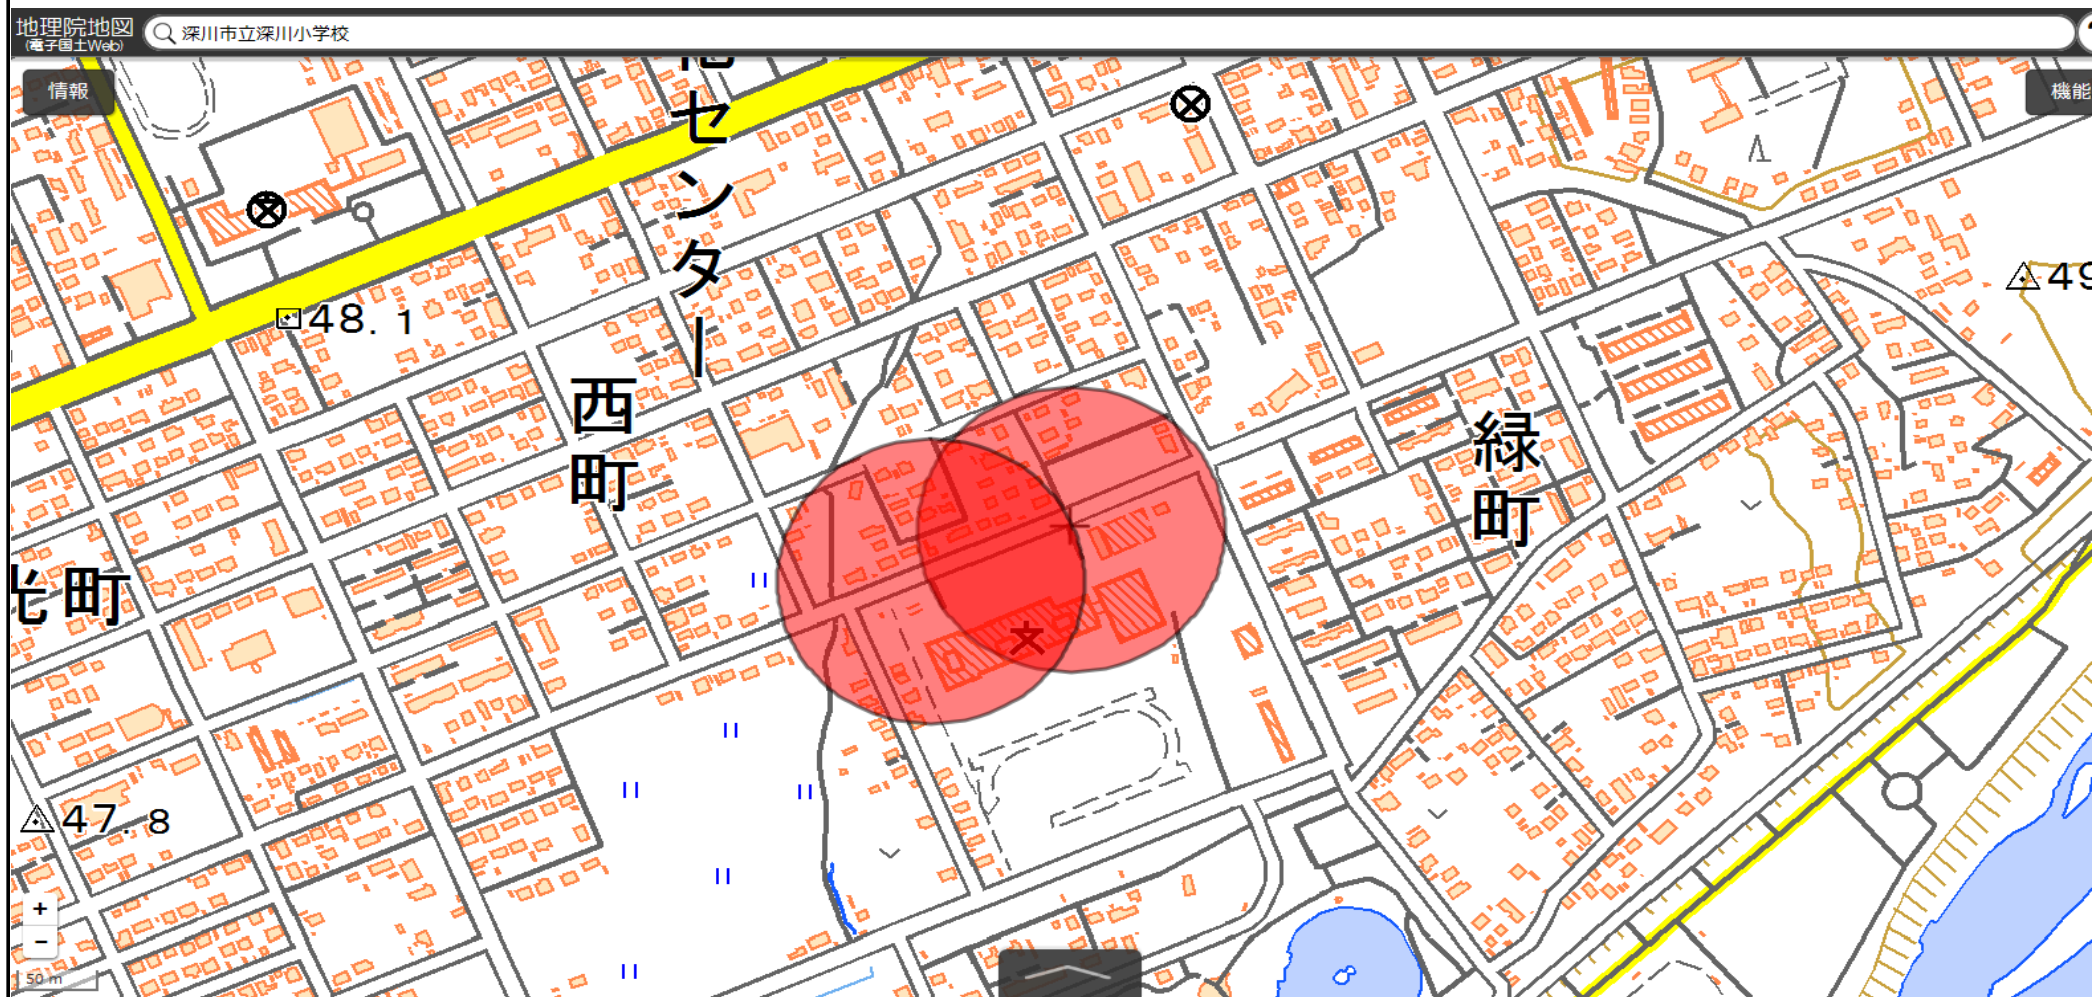 地理院地図
(電子国土Web)
深川市立深川小学校
情報
機能
センター
48.1
西町
緑町
光町
49
47.8
+
−
50 m